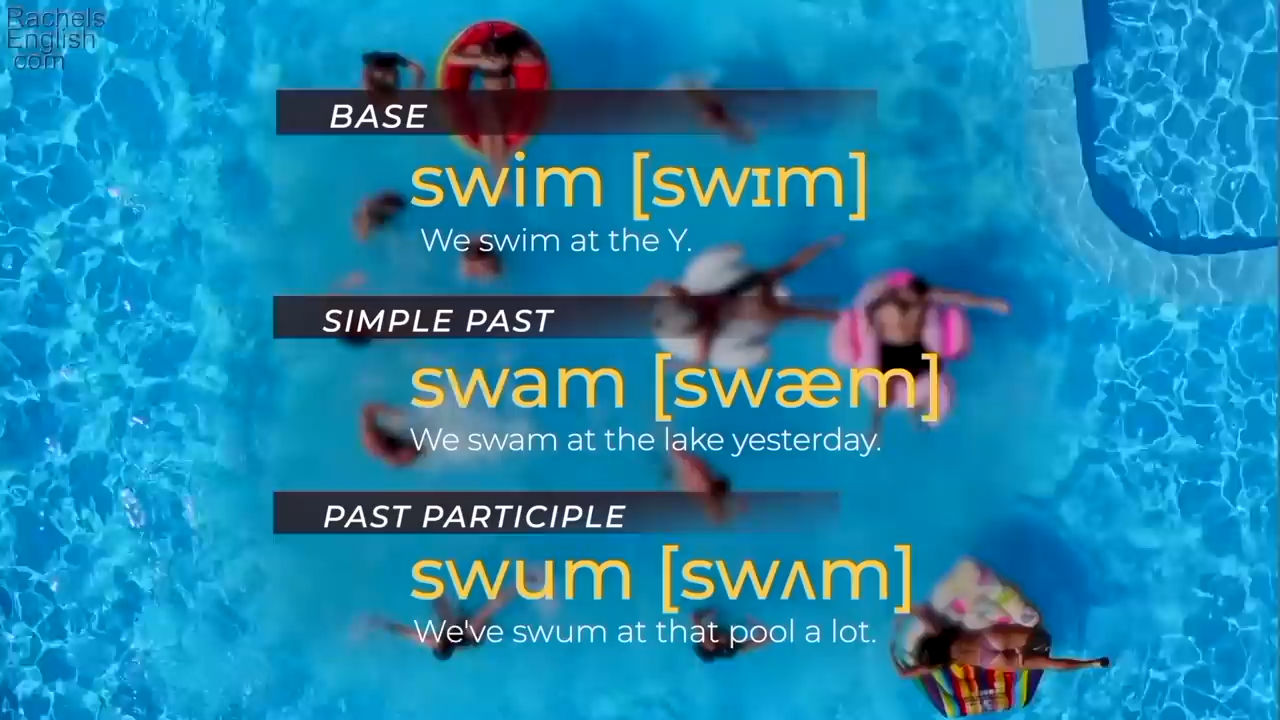 Rachels
English
com
BASE
swim [swɪm]
We swim at the Y.
SIMPLE PAST
swam [swæm]
We swam at the lake yesterday.
PAST PARTICIPLE
swum [swʌm]
We've swum at that pool a lot.